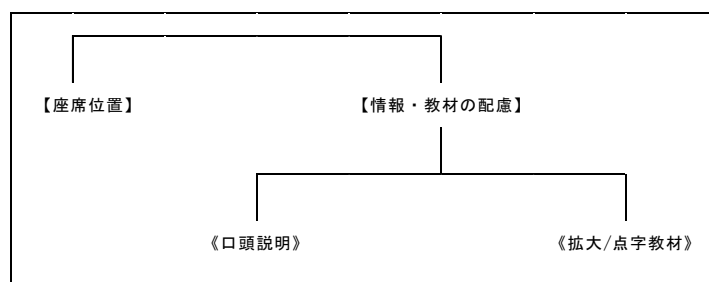 【座席位置】
【情報・教材の配慮】
《口頭説明》
《拡大/点字教材》